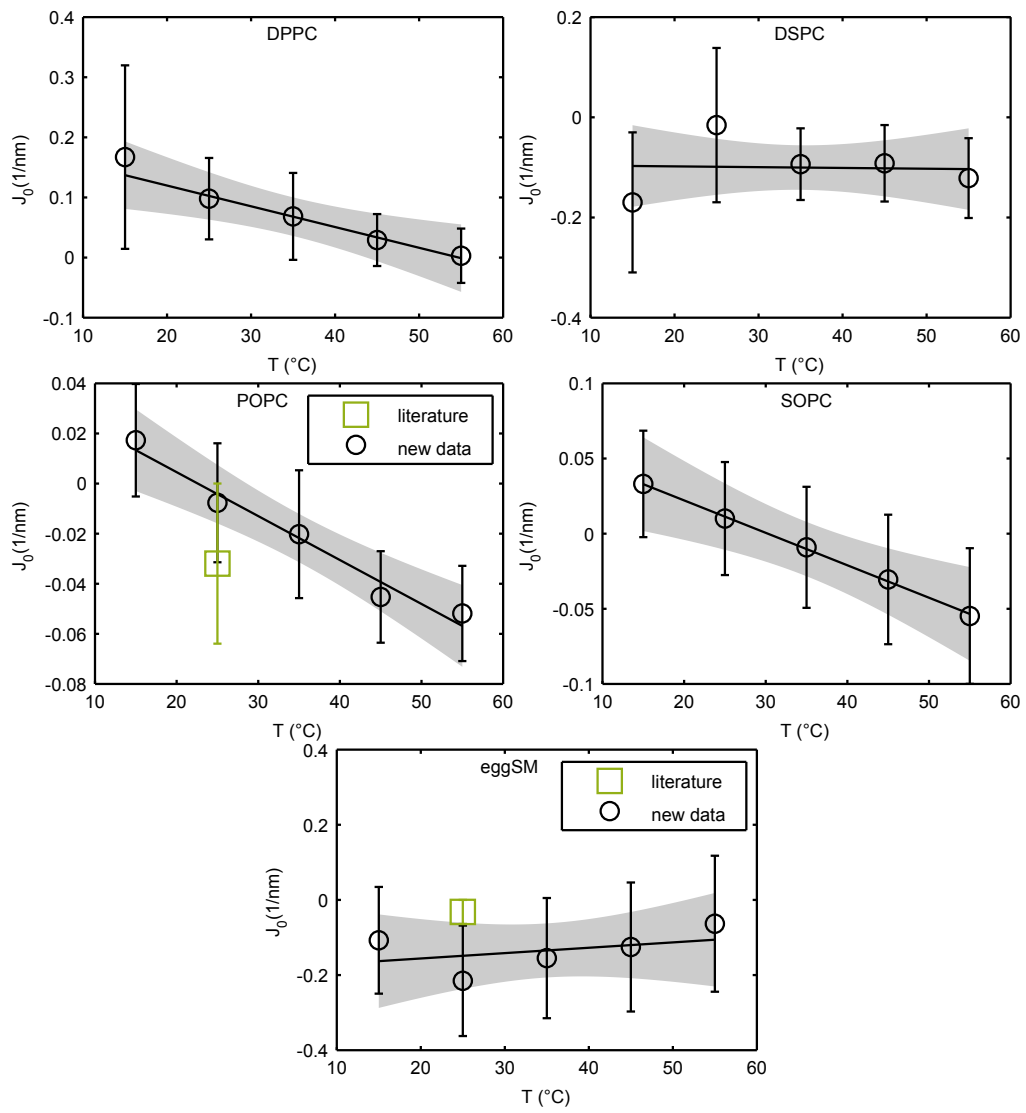 DPPC
0.4
0.3
0.2
0.1
0
-0.1
J0(1/nm)
10 20 30 40 50 60
T (°C)
DSPC
0.2
0
-0.2
-0.4
J0(1/nm)
10 20 30 40 50 60
T (°C)
POPC
0.04
0.02
0
-0.02
-0.04
-0.06
-0.08
J0(1/nm)
literature
new data
10 20 30 40 50 60
T (°C)
SOPC
0.1
0.05
0
-0.05
-0.1
J0(1/nm)
10 20 30 40 50 60
T (°C)
eggSM
0.4
0.2
0
-0.2
-0.4
J0(1/nm)
literature
new data
10 20 30 40 50 60
T (°C)